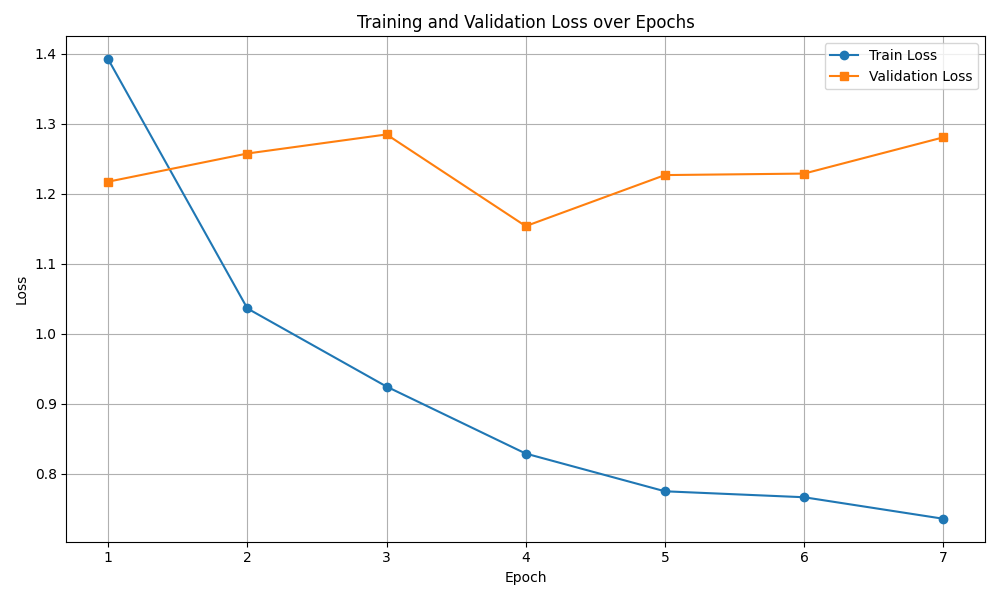 Training and Validation Loss over Epochs
Train Loss
Validation Loss
1.4
1.3
1.2
1.1
1.0
0.9
0.8
Loss
1 2 3 4 5 6 7
Epoch